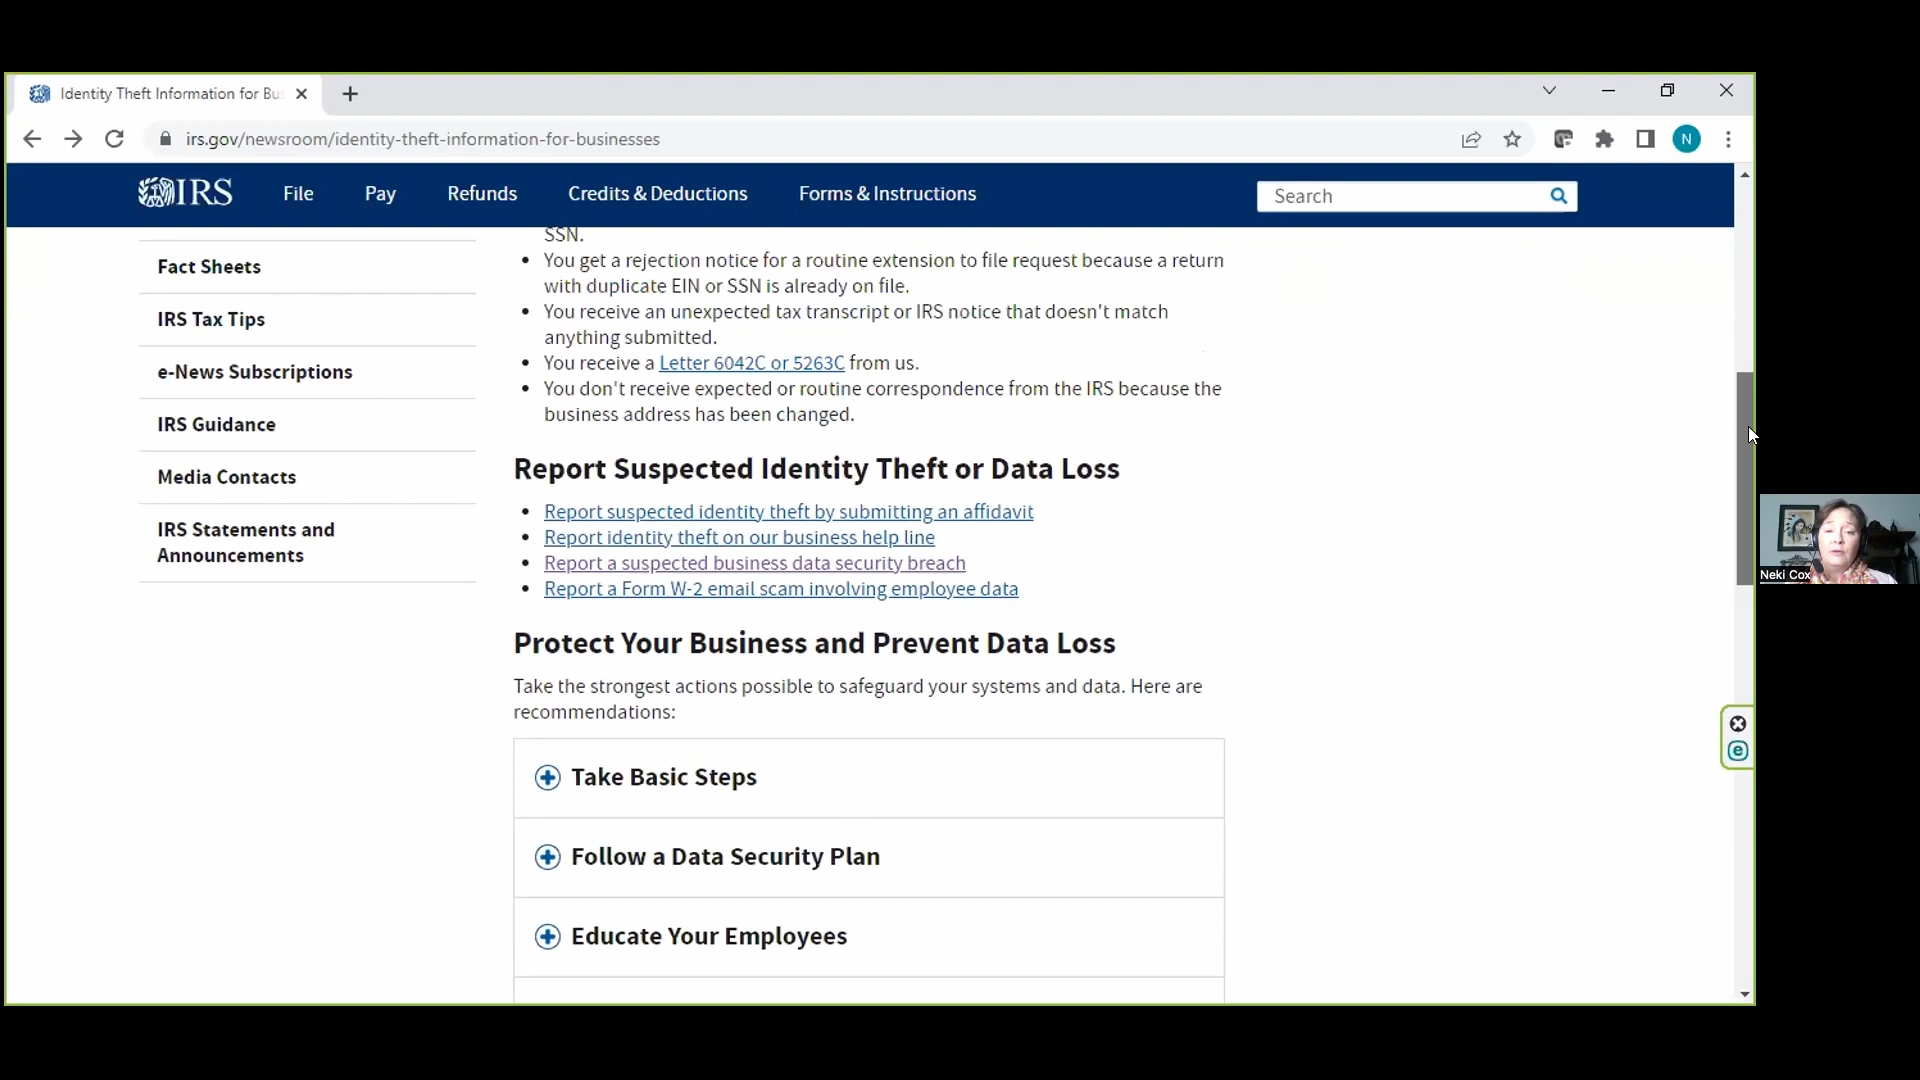 Identity Theft Information for Bu
irs.gov/newsroom/identity-theft-information-for-businesses
N
IRS
File
Pay
Refunds
Credits & Deductions
Forms & Instructions
Search
Fact Sheets
IRS Tax Tips
e-News Subscriptions
IRS Guidance
Media Contacts
IRS Statements and
Announcements
SSN.
• You get a rejection notice for a routine extension to file request because a return
with duplicate EIN or SSN is already on file.
• You receive an unexpected tax transcript or IRS notice that doesn't match
anything submitted.
• You receive a Letter 6042C or 5263C from us.
• You don't receive expected or routine correspondence from the IRS because the
business address has been changed.
Report Suspected Identity Theft or Data Loss
• Report suspected identity theft by submitting an affidavit
• Report identity theft on our business help line
• Report a suspected business data security breach
• Report a Form W-2 email scam involving employee data
Protect Your Business and Prevent Data Loss
Take the strongest actions possible to safeguard your systems and data. Here are
recommendations:
Take Basic Steps
Follow a Data Security Plan
Educate Your Employees
e
Neki Cox